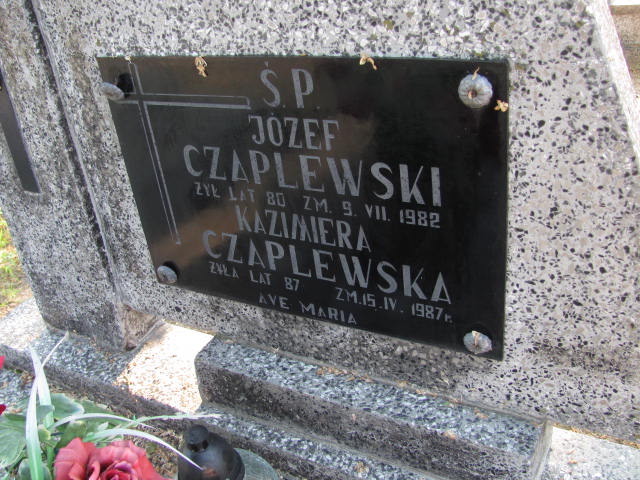 Ś.P.
JÓZEF
CZAPLEWSKI
ŻYŁ LAT 80 ZM. 9. VII. 1982
KAZIMIERA
CZAPLEWSKA
ŻYŁA LAT 87 ZM. 15. IV. 1987 r.
AVE MARIA